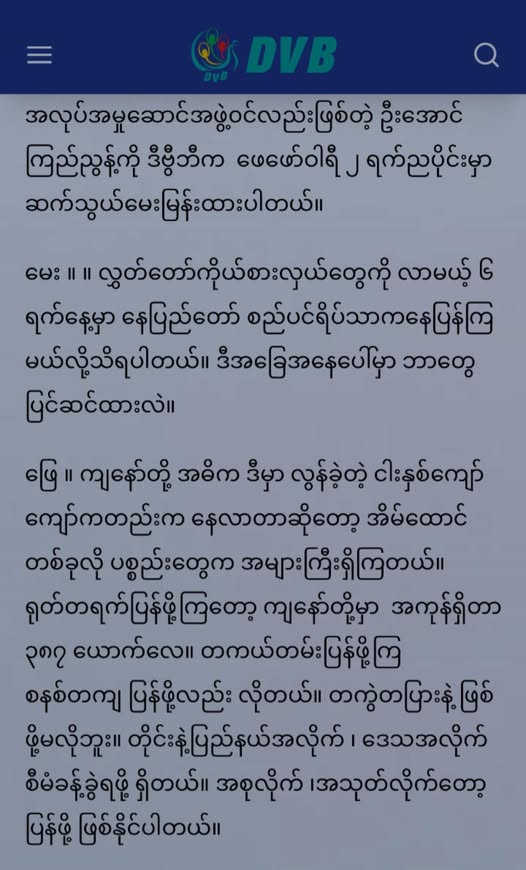 DVB
DVB
အလုပ်အမှုဆောင်အဖွဲ့ဝင်လည်းဖြစ်တဲ့ ဦးအောင်
ကြည်ညွန့်ကို ဒီဗွီဘီက ဖေဖော်ဝါရီ ၂ ရက်ညပိုင်းမှာ
ဆက်သွယ်မေးမြန်းထားပါတယ်။
မေး ။ ။ လွှတ်တော်ကိုယ်စားလှယ်တွေကို လာမယ့် ၆
ရက်နေ့မှာ နေပြည်တော် စည်ပင်ရိပ်သာကနေပြန်ကြ
မယ်လို့သိရပါတယ်။ ဒီအခြေအနေပေါ်မှာ ဘာတွေ
ပြင်ဆင်ထားလဲ။
ဖြေ ။ ကျနော်တို့ အဓိက ဒီမှာ လွန်ခဲ့တဲ့ ငါးနှစ်ကျော်
ကျော်ကတည်းက နေလာတာဆိုတော့ အိမ်ထောင်
တစ်ခုလို ပစ္စည်းတွေက အများကြီးရှိကြတယ်။
ရုတ်တရက်ပြန်ဖို့ကြတော့ ကျနော်တို့မှာ အကုန်ရှိတာ
၃၈၇ ယောက်လေ။ တကယ်တမ်းပြန်ဖို့ကြ
စနစ်တကျ ပြန်ဖို့လည်း လိုတယ်။ တကွဲတပြားနဲ့ ဖြစ်
ဖို့မလိုဘူး။ တိုင်းနဲ့ပြည်နယ်အလိုက် ၊ ဒေသအလိုက်
စီမံခန့်ခွဲရဖို့ ရှိတယ်။ အစုလိုက် ၊အသုတ်လိုက်တော့
ပြန်ဖို့ ဖြစ်နိုင်ပါတယ်။